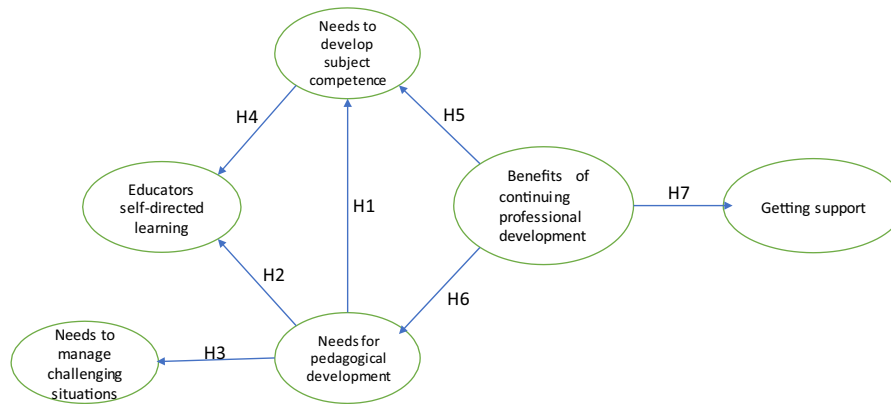 Needs to
develop
subject
competence
H4
H5
Educators
self-directed
learning
H1
Benefits of
continuing
professional
development
H7
Getting support
H2
H6
Needs to
manage
challenging
situations
H3
Needs for
pedagogical
development